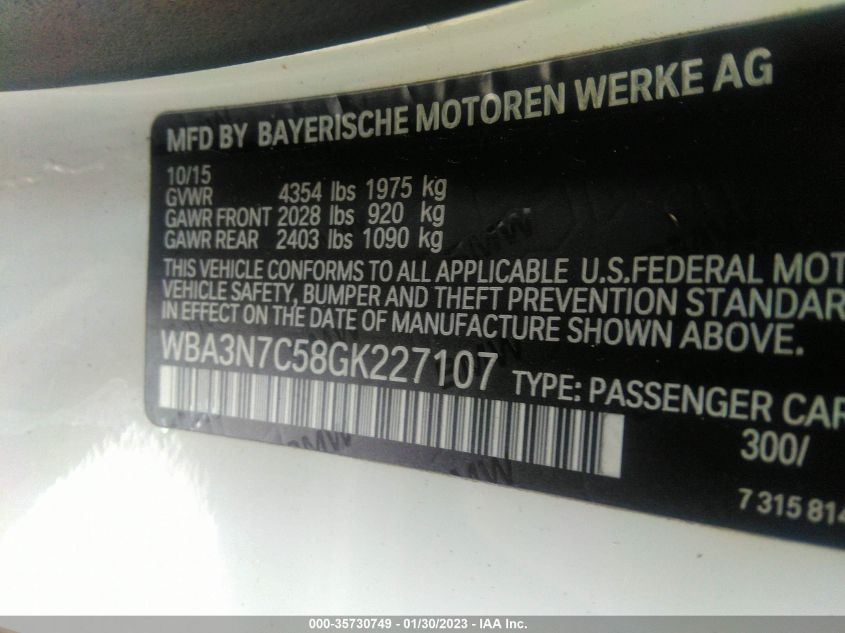 MFD BY BAYERISCHE MOTOREN WERKE AG
10/15
GVWR 4354 lbs 1975 kg
GAWR FRONT 2028 lbs 920 kg
GAWR REAR 2403 lbs 1090 kg
THIS VEHICLE CONFORMS TO ALL APPLICABLE U.S.FEDERAL MOT
VEHICLE SAFETY, BUMPER AND THEFT PREVENTION STANDAR
IN EFFECT ON THE DATE OF MANUFACTURE SHOWN ABOVE.
WBA3N7C58GK227107 TYPE: PASSENGER CAR
300/
7 315 814
000-35730749 — 01/30/2023 — IAA Inc.